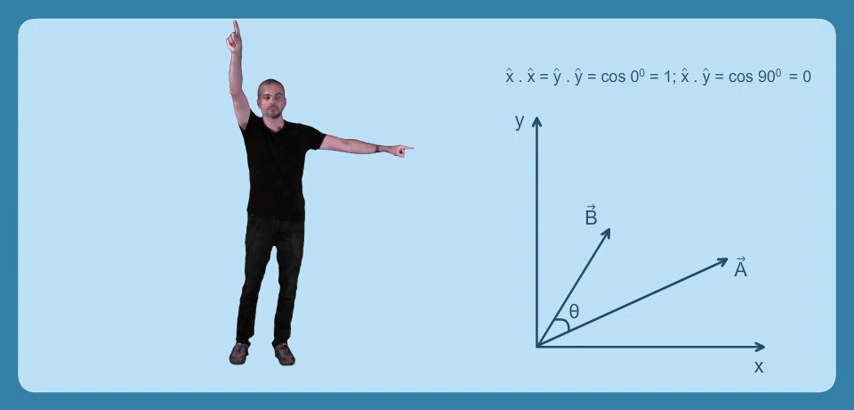 x̂ . x̂ = ŷ . ŷ = cos 0⁰ = 1; x̂ . ŷ = cos 90⁰ = 0
y
B⃗
A⃗
θ
x